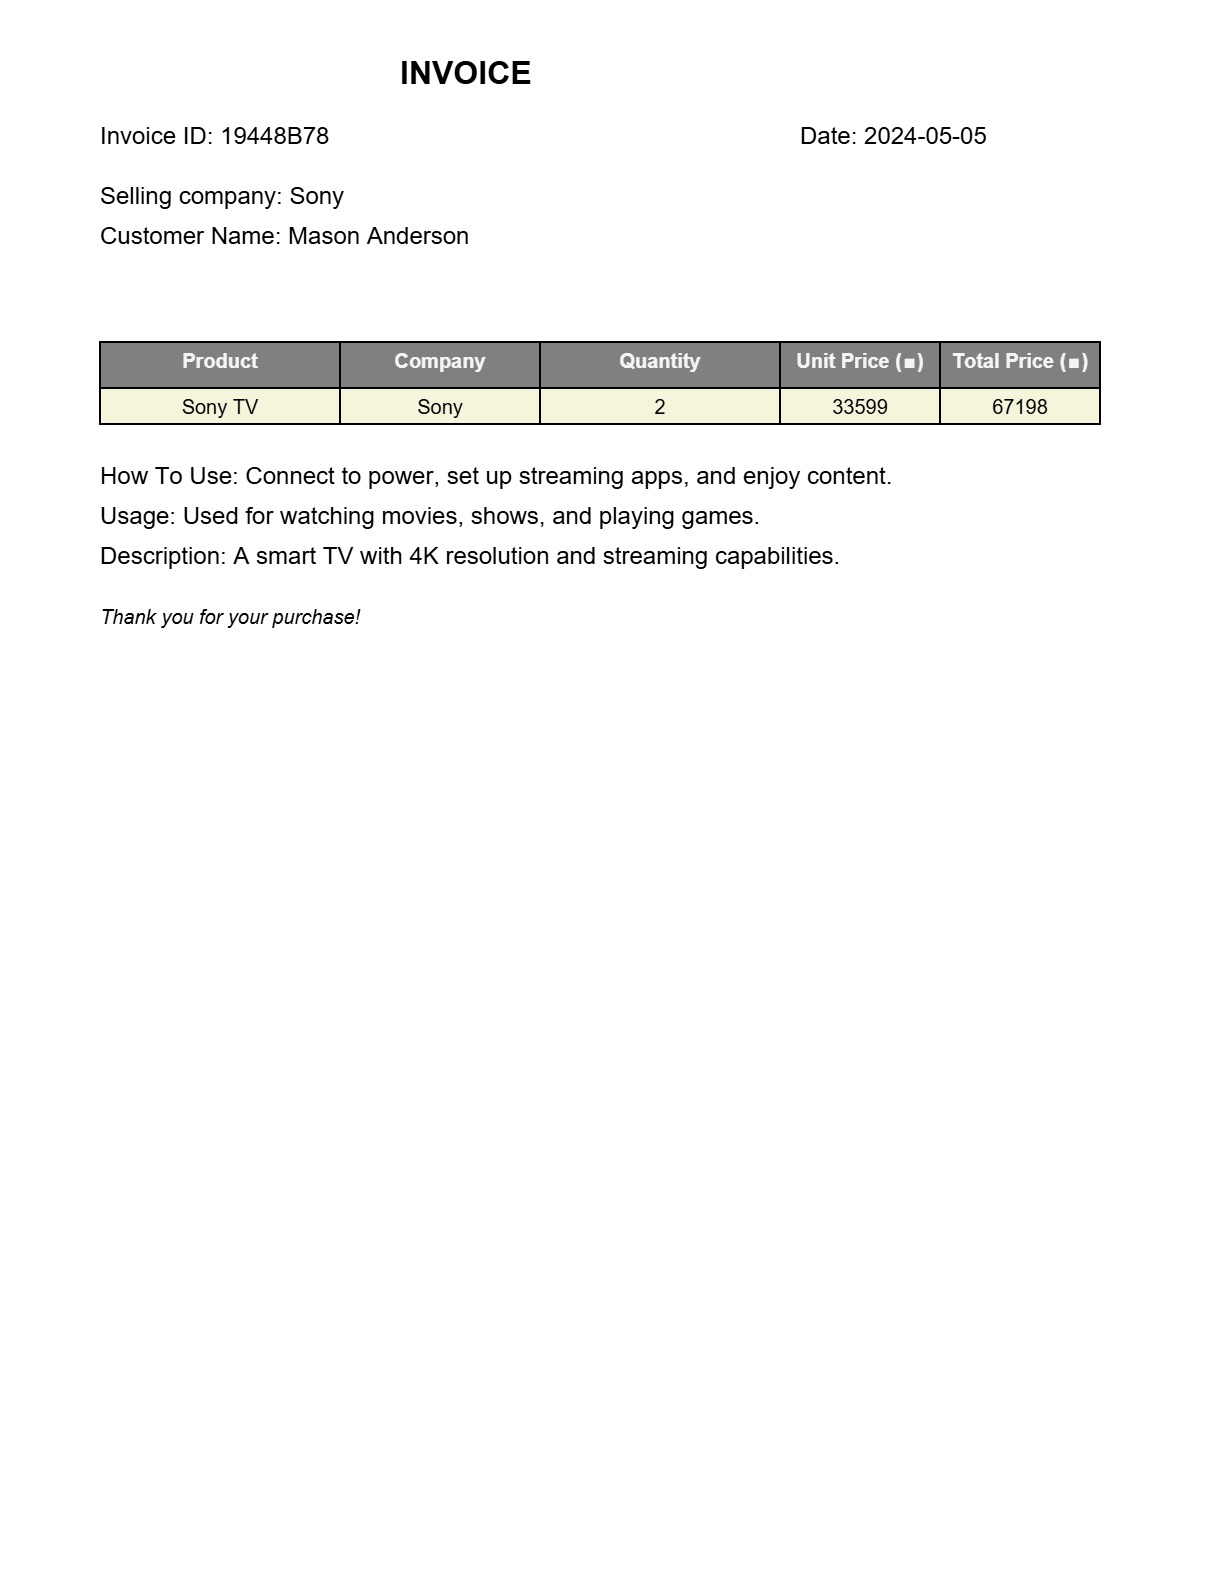 INVOICE
Invoice ID: 19448B78 Date: 2024-05-05
Selling company: Sony
Customer Name: Mason Anderson
Product Company Quantity Unit Price (■) Total Price (■)
Sony TV Sony 2 33599 67198
How To Use: Connect to power, set up streaming apps, and enjoy content.
Usage: Used for watching movies, shows, and playing games.
Description: A smart TV with 4K resolution and streaming capabilities.
Thank you for your purchase!